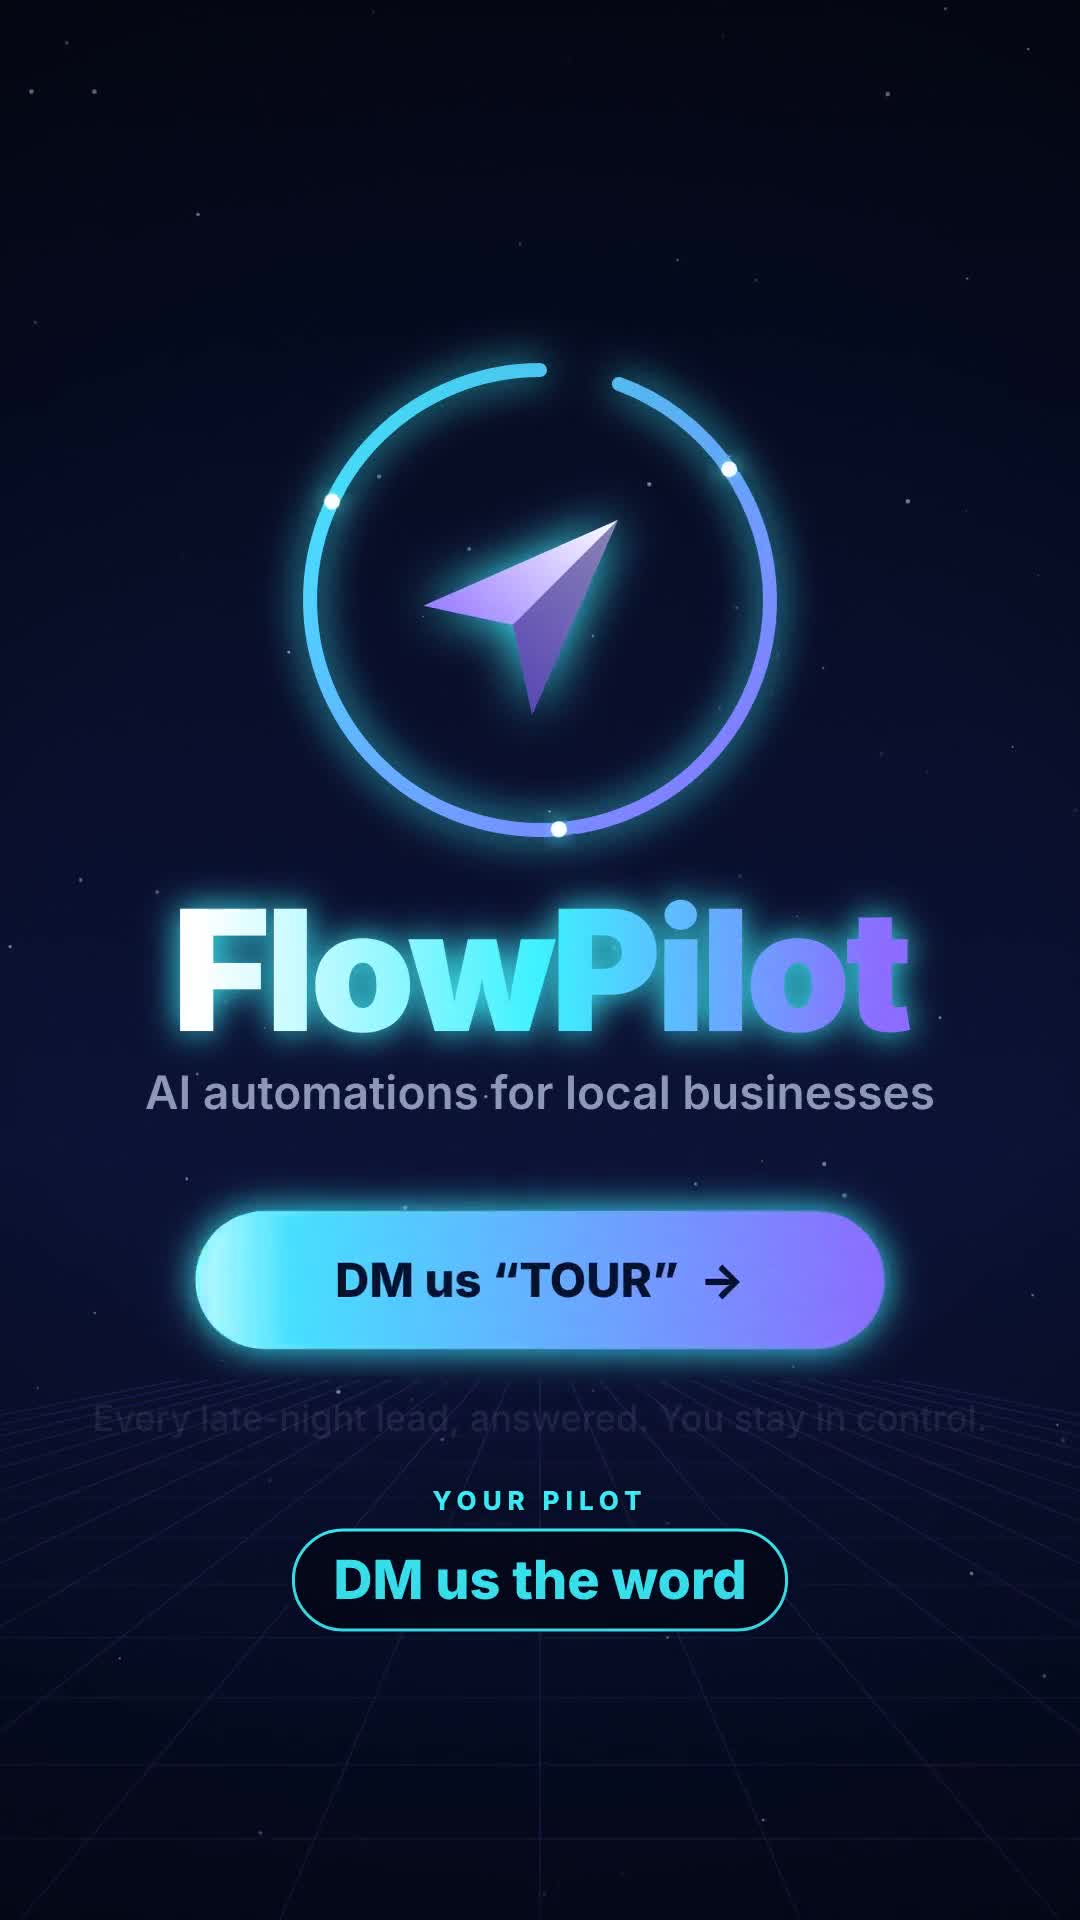 FlowPilot
AI automations for local businesses
DM us “TOUR” →
Every late-night lead, answered. You stay in control.
YOUR PILOT
DM us the word